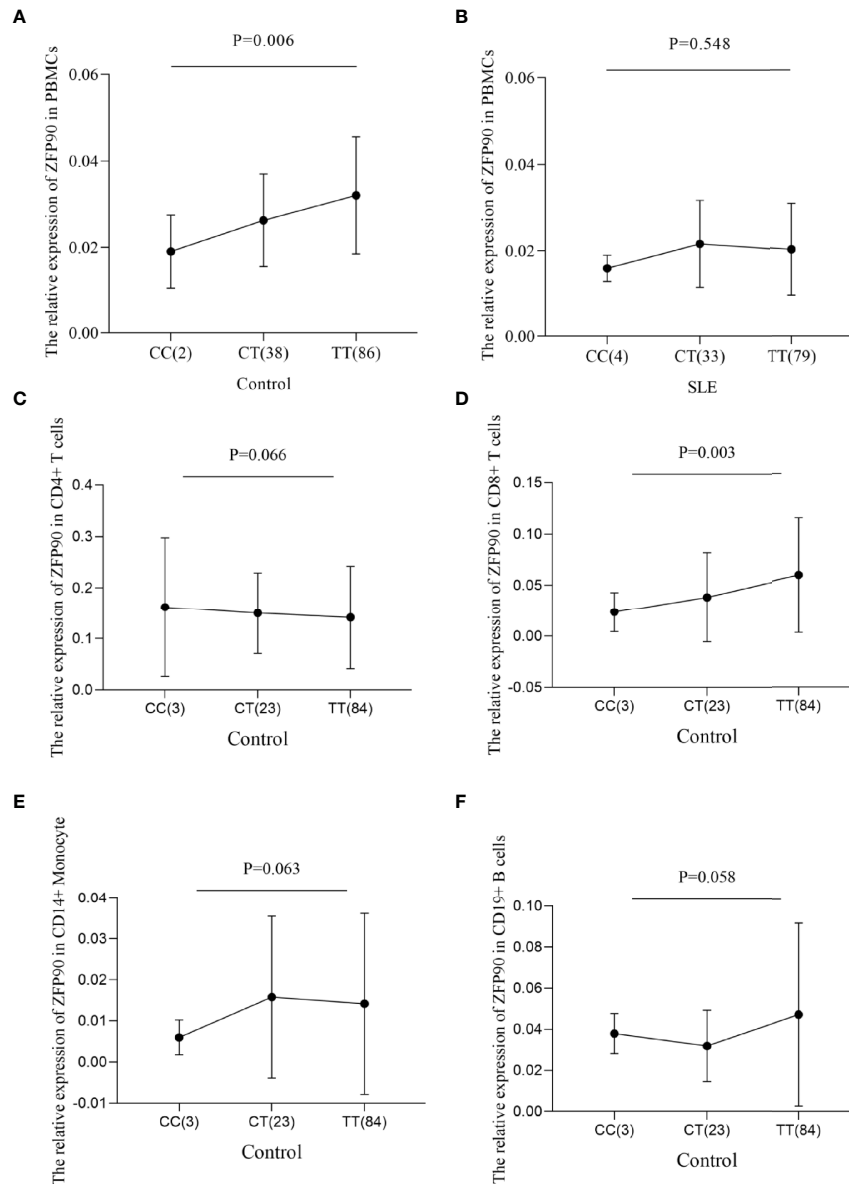 A
P=0.006
The relative expression of ZFP90 in PBMCs
0.06
0.04
0.02
0.00
CC(2) CT(38) TT(86)
Control
B
P=0.548
The relative expression of ZFP90 in PBMCs
0.06
0.04
0.02
0.00
CC(4) CT(33) TT(79)
SLE
C
P=0.066
The relative expression of ZFP90 in CD4+ T cells
0.4
0.3
0.2
0.1
0.0
CC(3) CT(23) TT(84)
Control
D
P=0.003
The relative expression of ZFP90 in CD8+ T cells
0.15
0.10
0.05
0.00
-0.05
CC(3) CT(23) TT(84)
Control
E
P=0.063
The relative expression of ZFP90 in CD14+ Monocyte
0.04
0.03
0.02
0.01
0.00
-0.01
CC(3) CT(23) TT(84)
Control
F
P=0.058
The relative expression of ZFP90 in CD19+ B cells
0.10
0.08
0.06
0.04
0.02
0.00
CC(3) CT(23) TT(84)
Control